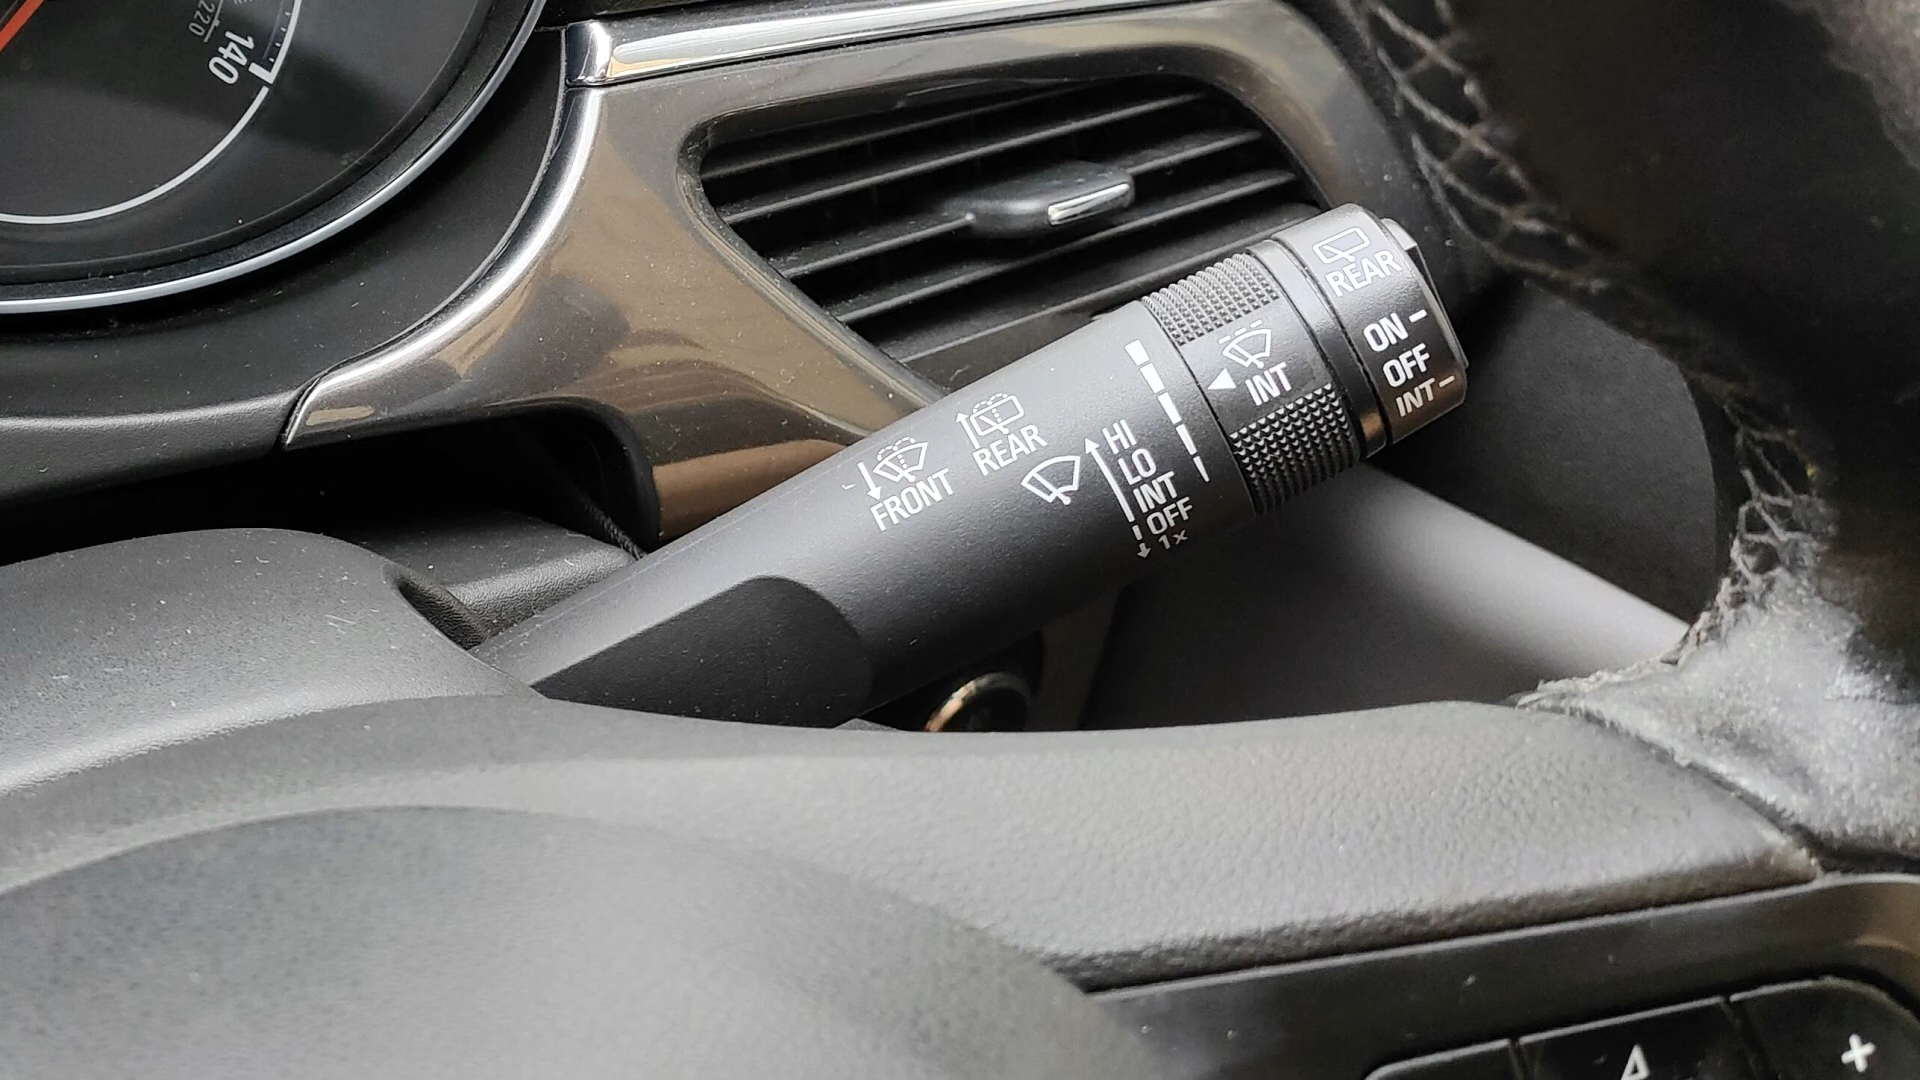 220
140
REAR
ON
OFF
INT
INT
HI
LO
INT
OFF
1x
REAR
FRONT
+